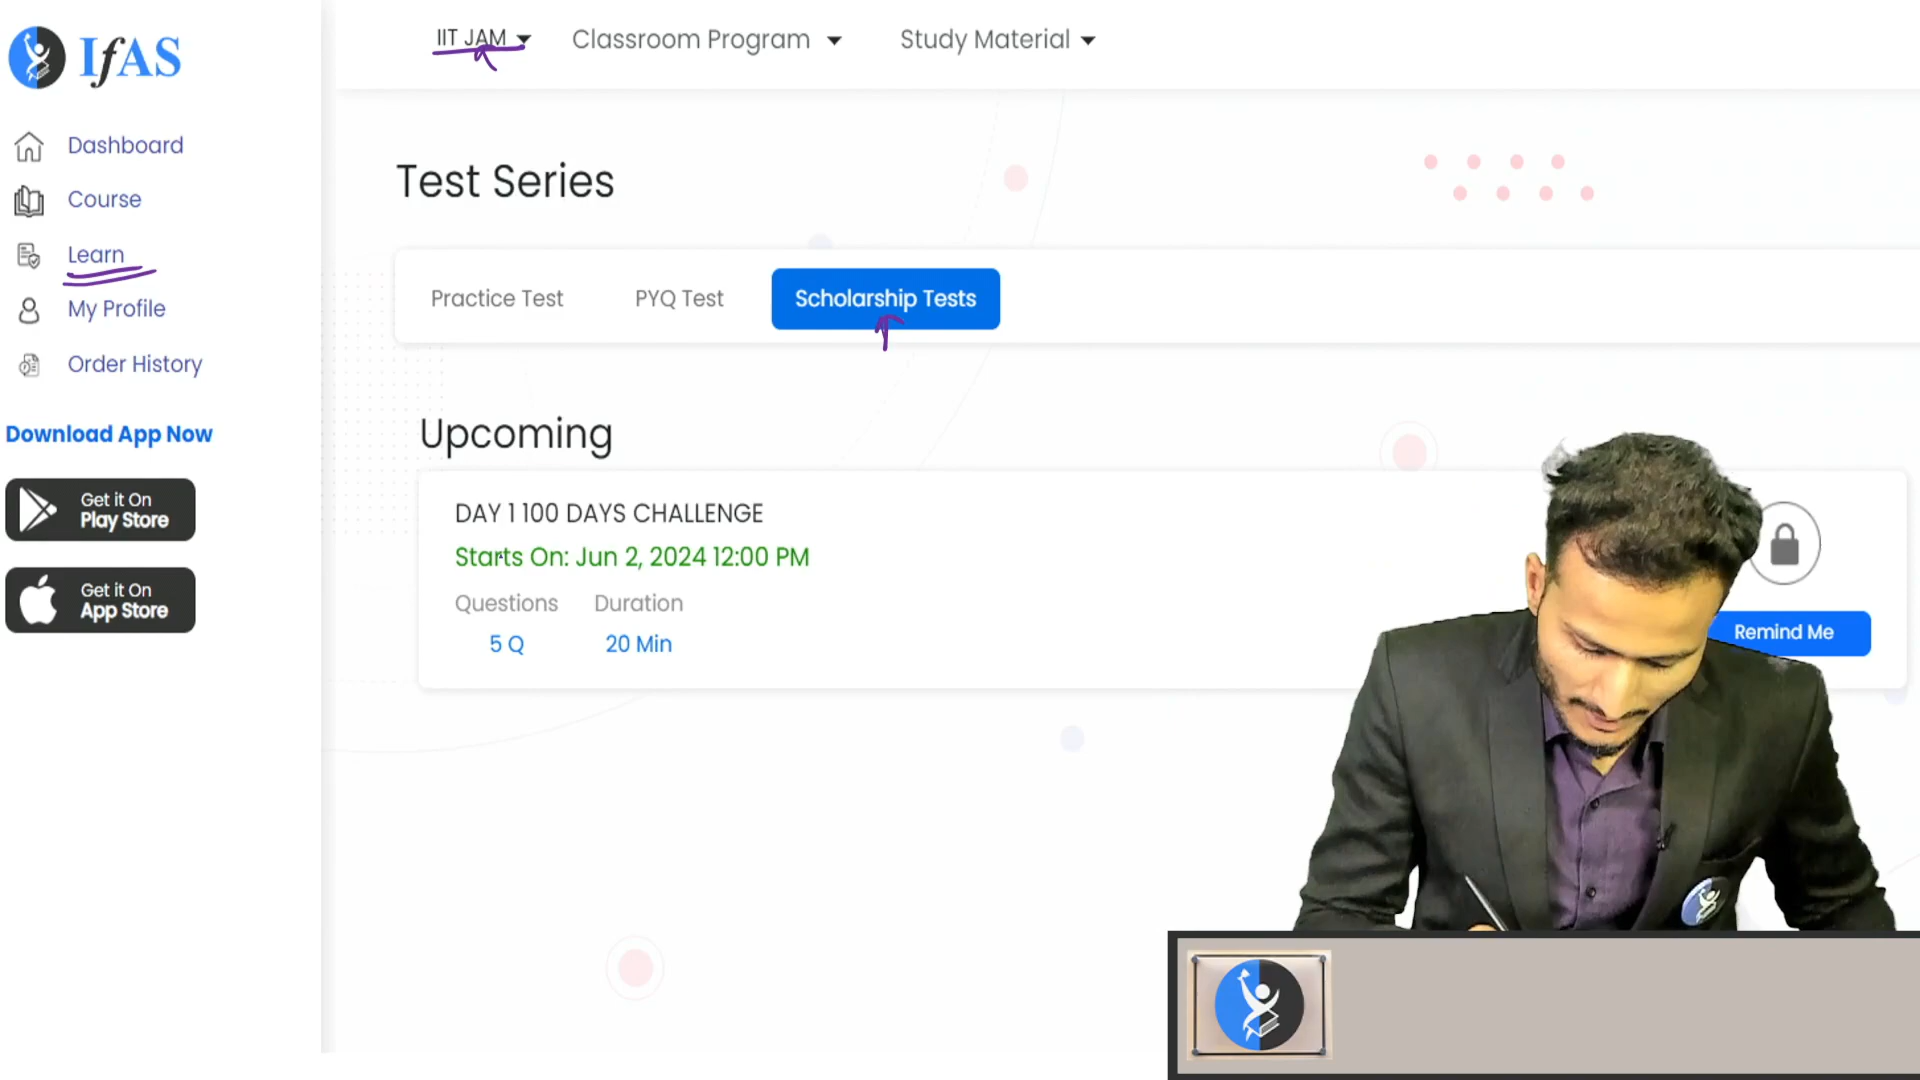 IfAS
IIT JAM
Classroom Program
Study Material
Dashboard
Course
Learn
My Profile
Order History
Download App Now
Get it On
Play Store
Get it On
App Store
Test Series
Practice Test
PYQ Test
Scholarship Tests
Upcoming
DAY 1 100 DAYS CHALLENGE
Starts On: Jun 2, 2024 12:00 PM
Questions
Duration
5 Q
20 Min
Remind Me